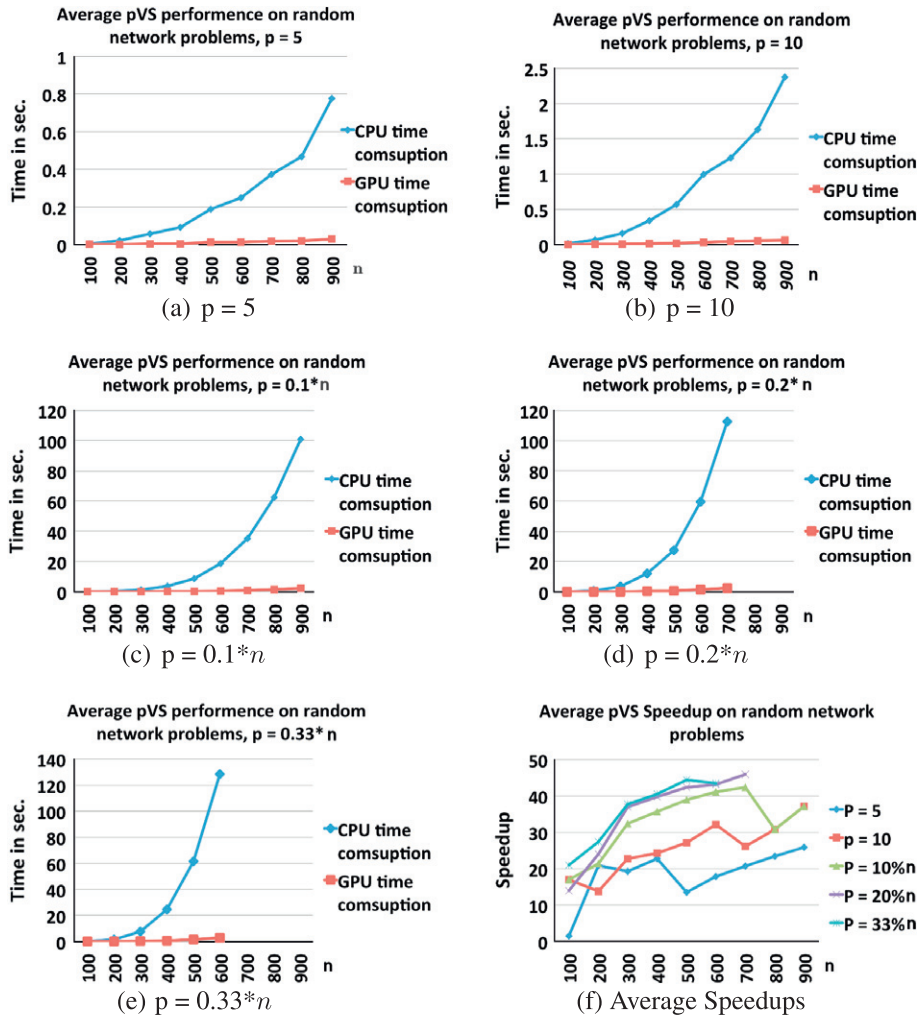 Average pVS performence on random
network problems, p = 5
Time in sec.
1
0.8
0.6
0.4
0.2
0
100 200 300 400 500 600 700 800 900 n
CPU time
comsuption
GPU time
comsuption
(a) p = 5
Average pVS performence on random
network problems, p = 10
Time in sec.
2.5
2
1.5
1
0.5
0
100 200 300 400 500 600 700 800 900 n
CPU time
comsuption
GPU time
comsuption
(b) p = 10
Average pVS performence on random
network problems, p = 0.1*n
Time in sec.
120
100
80
60
40
20
0
100 200 300 400 500 600 700 800 900 n
CPU time
comsuption
GPU time
comsuption
(c) p = 0.1*n
Average pVS performence on random
network problems, p = 0.2* n
Time in sec.
120
100
80
60
40
20
0
100 200 300 400 500 600 700 800 900 n
CPU time
comsuption
GPU time
comsuption
(d) p = 0.2*n
Average pVS performence on random
network problems, p = 0.33* n
Time in sec.
140
120
100
80
60
40
20
0
100 200 300 400 500 600 700 800 900 n
CPU time
comsuption
GPU time
comsuption
(e) p = 0.33*n
Average pVS Speedup on random network
problems
Speedup
50
40
30
20
10
0
100 200 300 400 500 600 700 800 900 n
P = 5
p = 10
P = 10%n
P = 20%n
P = 33%n
(f) Average Speedups